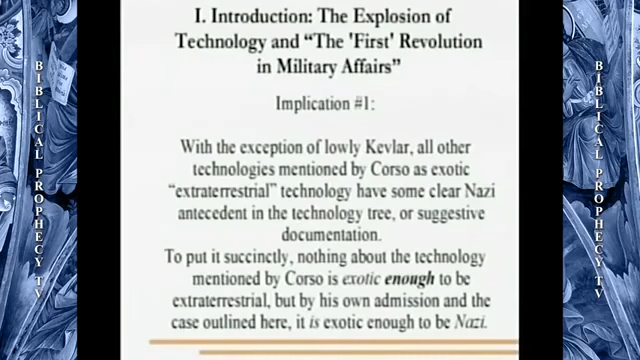 I. Introduction: The Explosion of
Technology and “The 'First' Revolution
in Military Affairs”
Implication #1:
With the exception of lowly Kevlar, all other
technologies mentioned by Corso as exotic
“extraterrestrial” technology have some clear Nazi
antecedent in the technology tree, or suggestive
documentation.
To put it succinctly, nothing about the technology
mentioned by Corso is exotic enough to be
extraterrestrial, but by his own admission and the
case outlined here, it is exotic enough to be Nazi.
BIBLICAL PROPHECY TV
BIBLICAL PROPHECY TV